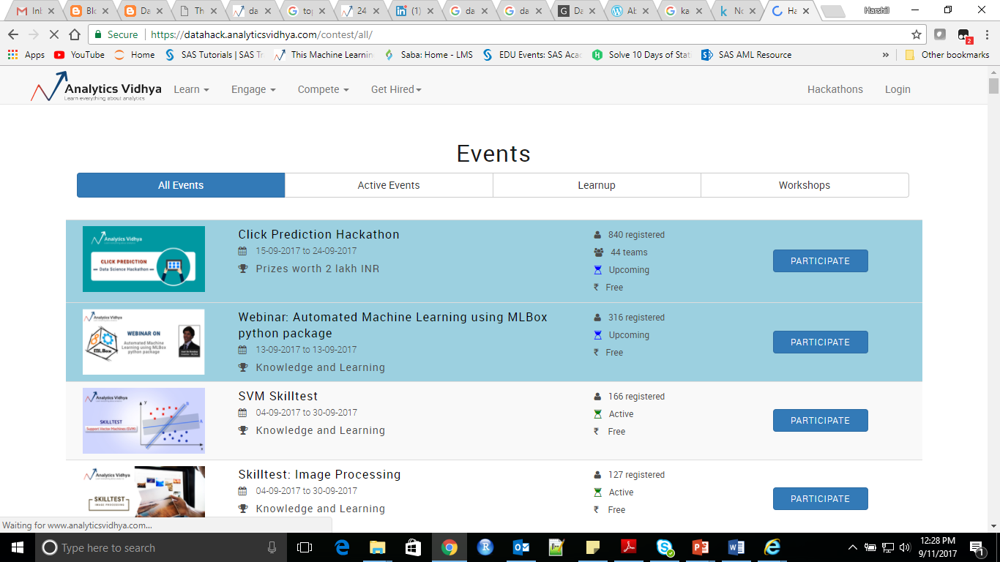 Inb
Blo
Da
Th
da
top
24
(1)
da
da
Da
Ab
ka
No
Ha
Harshil
Secure
https://datahack.analyticsvidhya.com/contest/all/
2
Apps
YouTube
Home
SAS Tutorials | SAS Tr
This Machine Learnin
Saba: Home - LMS
EDU Events: SAS Acad
Solve 10 Days of Stat
SAS AML Resource
»
Other bookmarks
Analytics Vidhya
Learn everything about analytics
Learn
Engage
Compete
Get Hired
Hackathons
Login
Events
All Events
Active Events
Learnup
Workshops
Analytics Vidhya
CLICK PREDICTION
Data Science Hackathon
Click Prediction Hackathon
15-09-2017 to 24-09-2017
Prizes worth 2 lakh INR
840 registered
44 teams
Upcoming
₹ Free
PARTICIPATE
Analytics Vidhya
WEBINAR ON
Automated Machine
Learning using MLBox
python package
MLBox
Webinar: Automated Machine Learning using MLBox
python package
13-09-2017 to 13-09-2017
Knowledge and Learning
316 registered
Upcoming
₹ Free
PARTICIPATE
Analytics Vidhya
SKILLTEST
Support Vector Machines (SVM)
Y
B
A
X
SVM Skilltest
04-09-2017 to 30-09-2017
Knowledge and Learning
166 registered
Active
₹ Free
PARTICIPATE
Analytics Vidhya
SKILLTEST
IMAGE PROCESSING
Skilltest: Image Processing
04-09-2017 to 30-09-2017
Knowledge and Learning
127 registered
Active
₹ Free
PARTICIPATE
Waiting for www.analyticsvidhya.com...
Type here to search
12:28 PM
9/11/2017
1